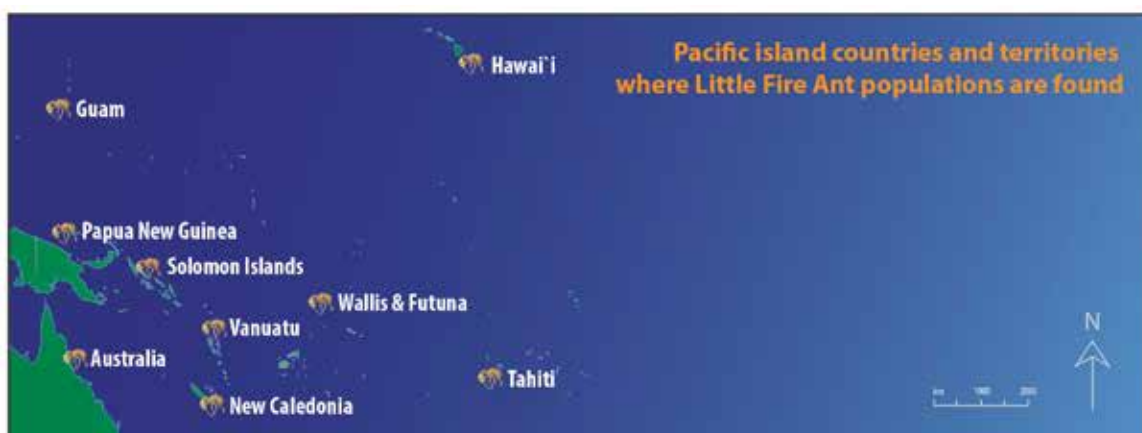 Pacific island countries and territories
where Little Fire Ant populations are found
Hawai`i
Guam
Papua New Guinea
Solomon Islands
Wallis & Futuna
Vanuatu
Australia
Tahiti
New Caledonia
N